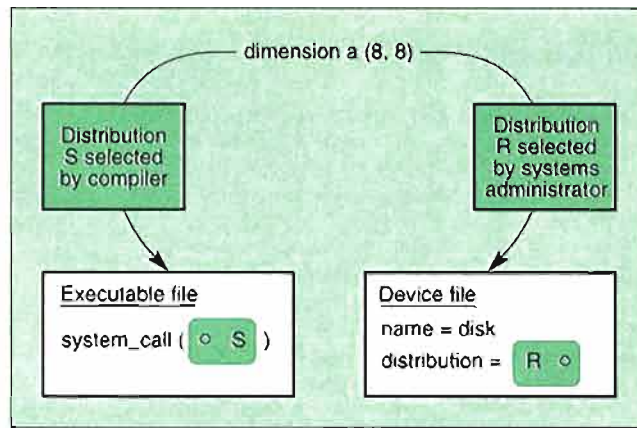 dimension a (8, 8)
Distribution
S selected
by compiler
Distribution
R selected
by systems
administrator
Executable file
system_call ( S )
Device file
name = disk
distribution = R